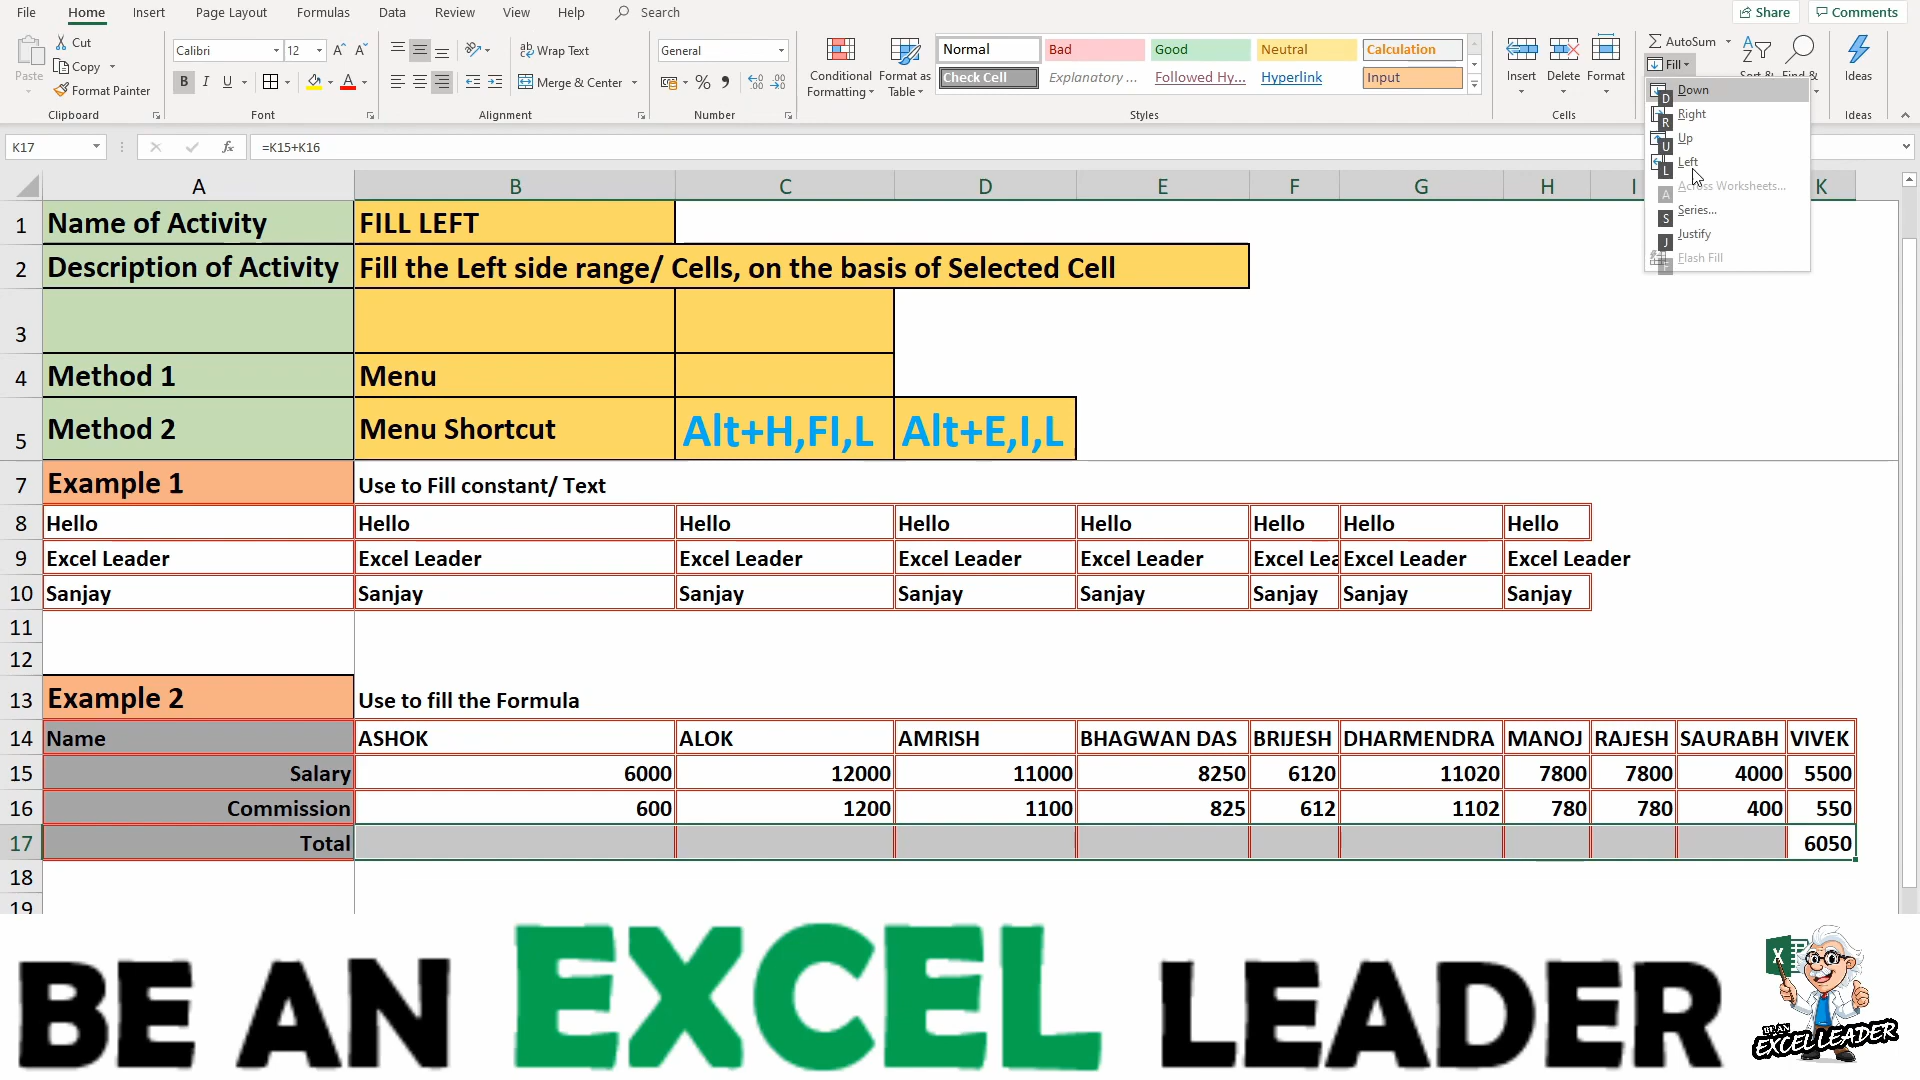 File Home Insert Page Layout Formulas Data Review View Help Search Share Comments
Paste Cut Copy Format Painter Clipboard
Calibri 12 B I U A Font
Wrap Text Merge & Center Alignment
General % Number
Conditional Formatting Format as Table
Normal Bad Good Neutral Calculation
Check Cell Explanatory ... Followed Hy... Hyperlink Input
Styles
Insert Delete Format Cells
AutoSum Fill Ideas Ideas
D Down
R Right
U Up
L Left
A Across Worksheets...
S Series...
J Justify
F Flash Fill
K17 fx =K15+K16
A B C D E F G H I K
1 Name of Activity FILL LEFT
2 Description of Activity Fill the Left side range/ Cells, on the basis of Selected Cell
3
4 Method 1 Menu
5 Method 2 Menu Shortcut Alt+H,FI,L Alt+E,I,L
7 Example 1 Use to Fill constant/ Text
8 Hello Hello Hello Hello Hello Hello Hello Hello
9 Excel Leader Excel Leader Excel Leader Excel Leader Excel Leader Excel Lea Excel Leader Excel Leader
10 Sanjay Sanjay Sanjay Sanjay Sanjay Sanjay Sanjay Sanjay
11
12
13 Example 2 Use to fill the Formula
14 Name ASHOK ALOK AMRISH BHAGWAN DAS BRIJESH DHARMENDRA MANOJ RAJESH SAURABH VIVEK
15 Salary 6000 12000 11000 8250 6120 11020 7800 7800 4000 5500
16 Commission 600 1200 1100 825 612 1102 780 780 400 550
17 Total 6050
18
19
BE AN EXCEL LEADER
X
BE AN
EXCEL LEADER